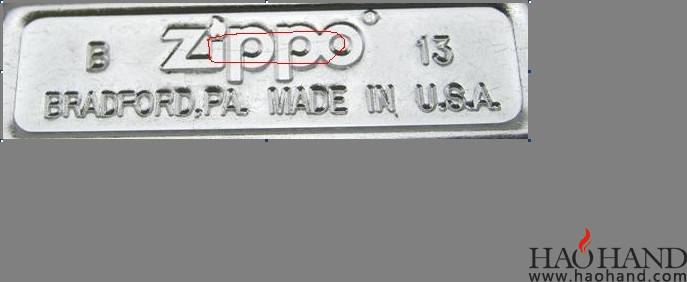 B Zippo® 13
BRADFORD, PA. MADE IN U.S.A.
HAOHAND
www.haohand.com